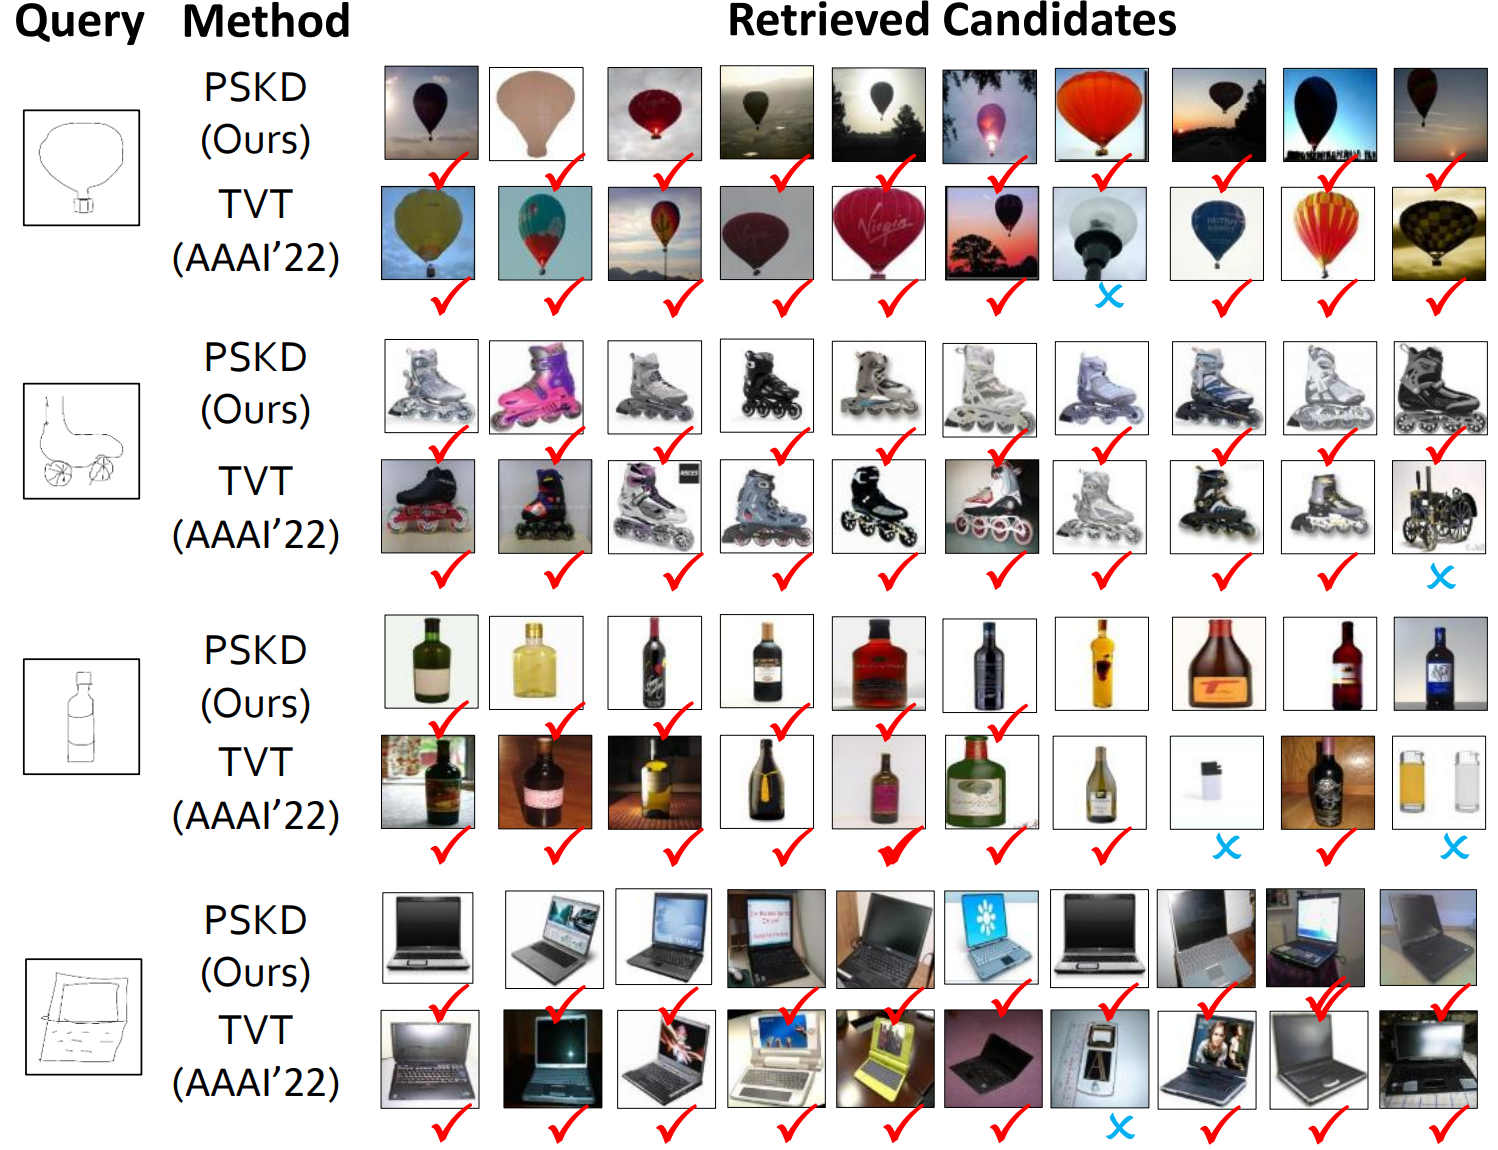 Query Method Retrieved Candidates
PSKD
(Ours)
TVT
(AAAI'22)
Virgin
PSKD
(Ours)
TVT
(AAAI'22)
PSKD
(Ours)
TVT
(AAAI'22)
PSKD
(Ours)
TVT
(AAAI'22)
A